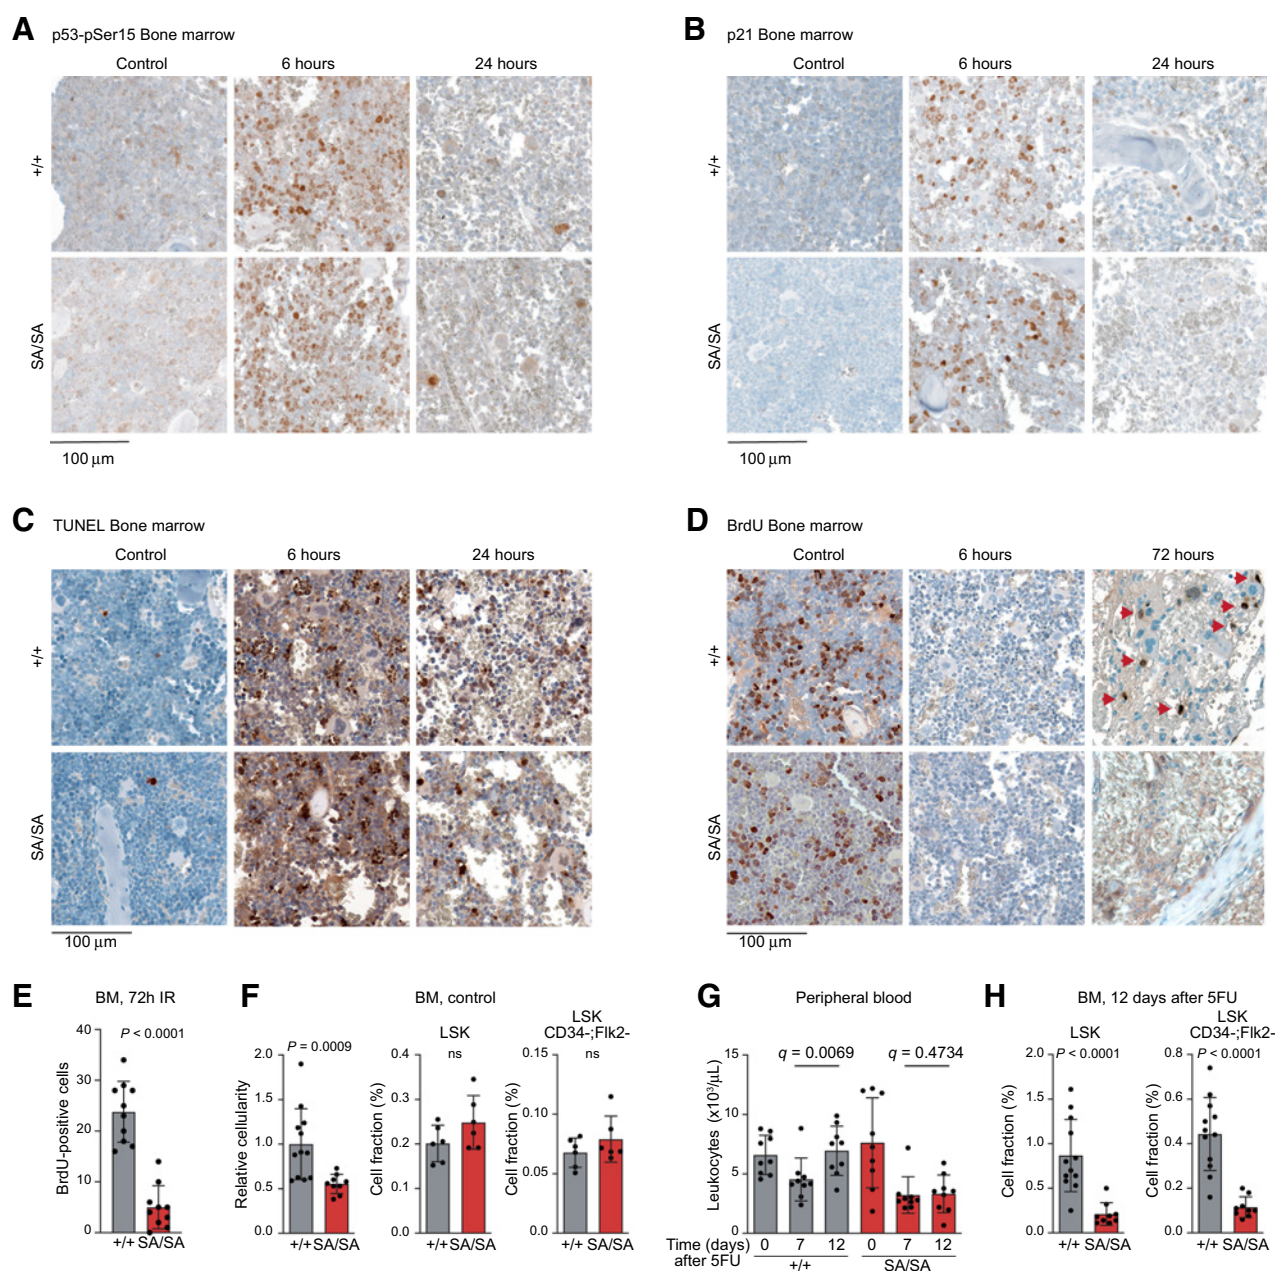 A p53-pSer15 Bone marrow
Control 6 hours 24 hours
+/+
SA/SA
100 µm
B p21 Bone marrow
Control 6 hours 24 hours
+/+
SA/SA
100 µm
C TUNEL Bone marrow
Control 6 hours 24 hours
+/+
SA/SA
100 µm
D BrdU Bone marrow
Control 6 hours 72 hours
+/+
SA/SA
100 µm
E BM, 72h IR
P < 0.0001
BrdU-positive cells
40
30
20
10
0
+/+ SA/SA
F BM, control
P = 0.0009
Relative cellularity
2.0
1.5
1.0
0.5
0.0
+/+ SA/SA
LSK
ns
Cell fraction (%)
0.4
0.3
0.2
0.1
0.0
+/+ SA/SA
LSK
CD34-;Flk2-
ns
Cell fraction (%)
0.15
0.10
0.05
0.00
+/+ SA/SA
G Peripheral blood
q = 0.0069 q = 0.4734
Leukocytes (x10³/µL)
15
10
5
0
Time (days) 0 7 12 0 7 12
after 5FU +/+ SA/SA
H BM, 12 days after 5FU
LSK
P < 0.0001
Cell fraction (%)
2.0
1.5
1.0
0.5
0.0
+/+ SA/SA
LSK
CD34-;Flk2-
P < 0.0001
Cell fraction (%)
0.8
0.6
0.4
0.2
0.0
+/+ SA/SA